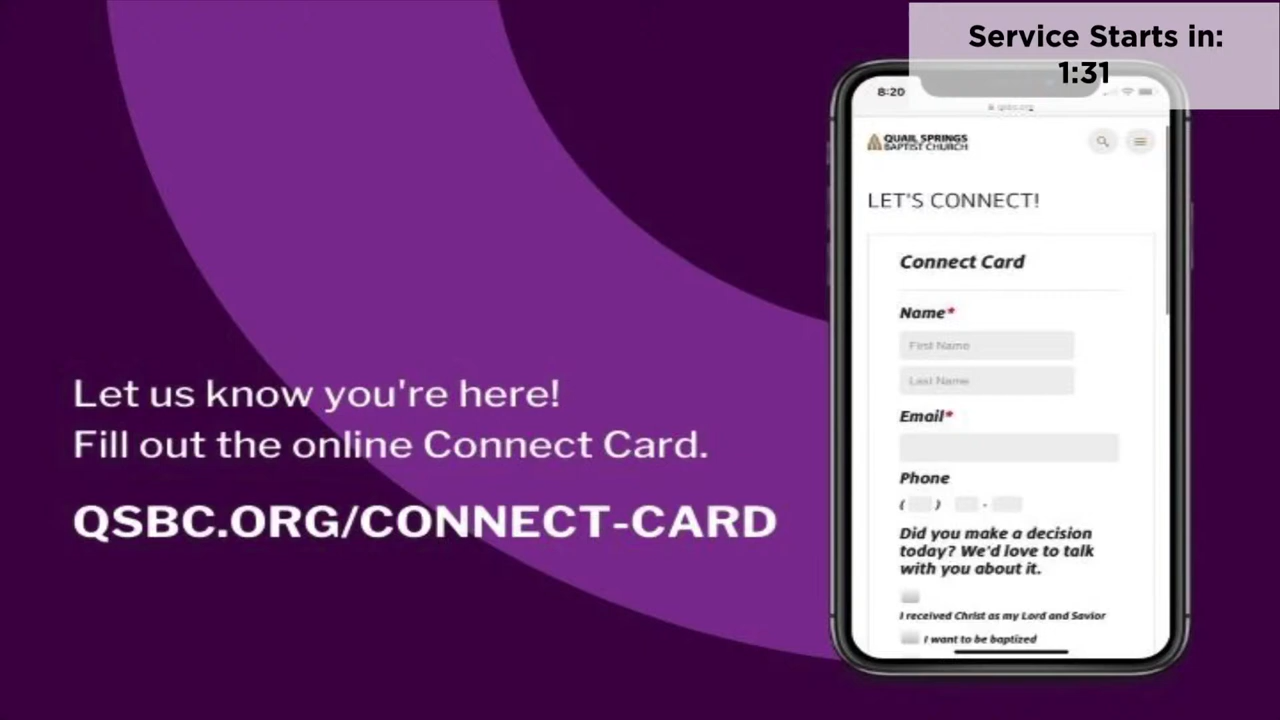 Service Starts in:
1:31
8:20
qsbc.org
QUAIL SPRINGS
BAPTIST CHURCH
LET'S CONNECT!
Connect Card
Name*
First Name
Last Name
Email*
Phone
( ) -
Did you make a decision
today? We'd love to talk
with you about it.
I received Christ as my Lord and Savior
I want to be baptized
Let us know you're here!
Fill out the online Connect Card.
QSBC.ORG/CONNECT-CARD